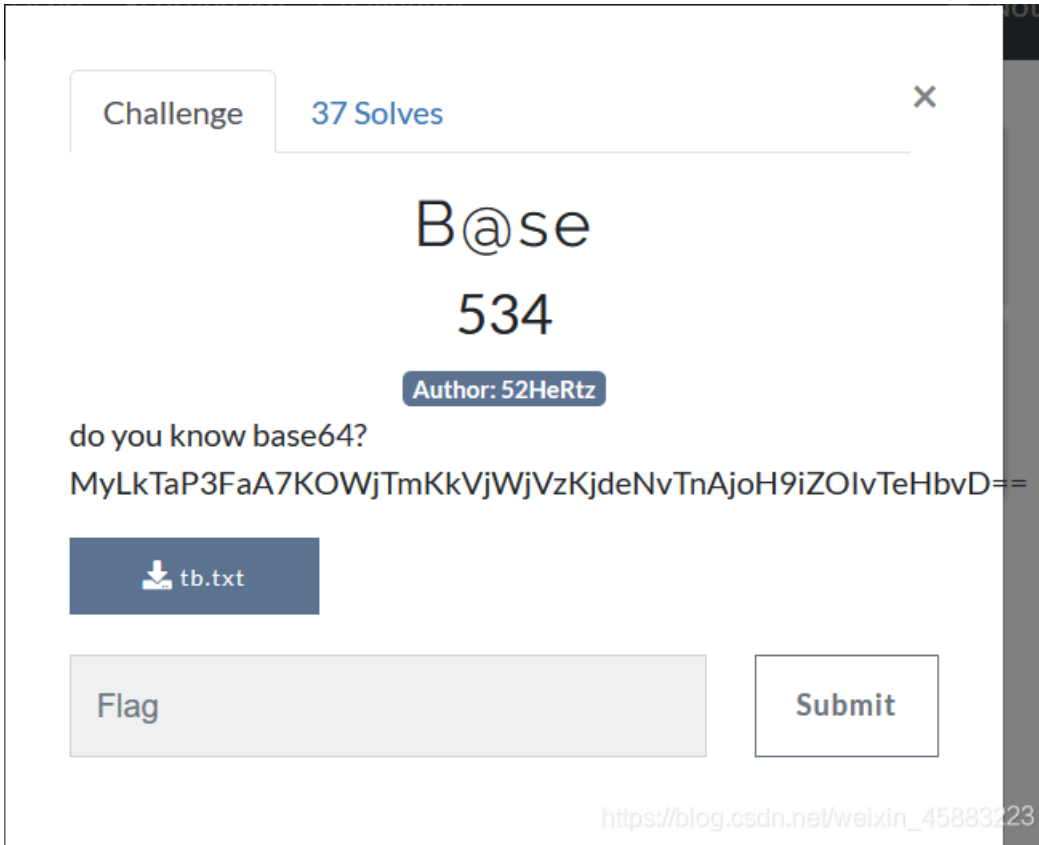 Challenge
37 Solves
×
B@se
534
Author: 52HeRtz
do you know base64?
MyLkTaP3FaA7KOWjTmKkVjWjVzKjdeNvTnAjoH9iZOIvTeHbvD==
tb.txt
Flag
Submit
https://blog.csdn.net/weixin_45883223